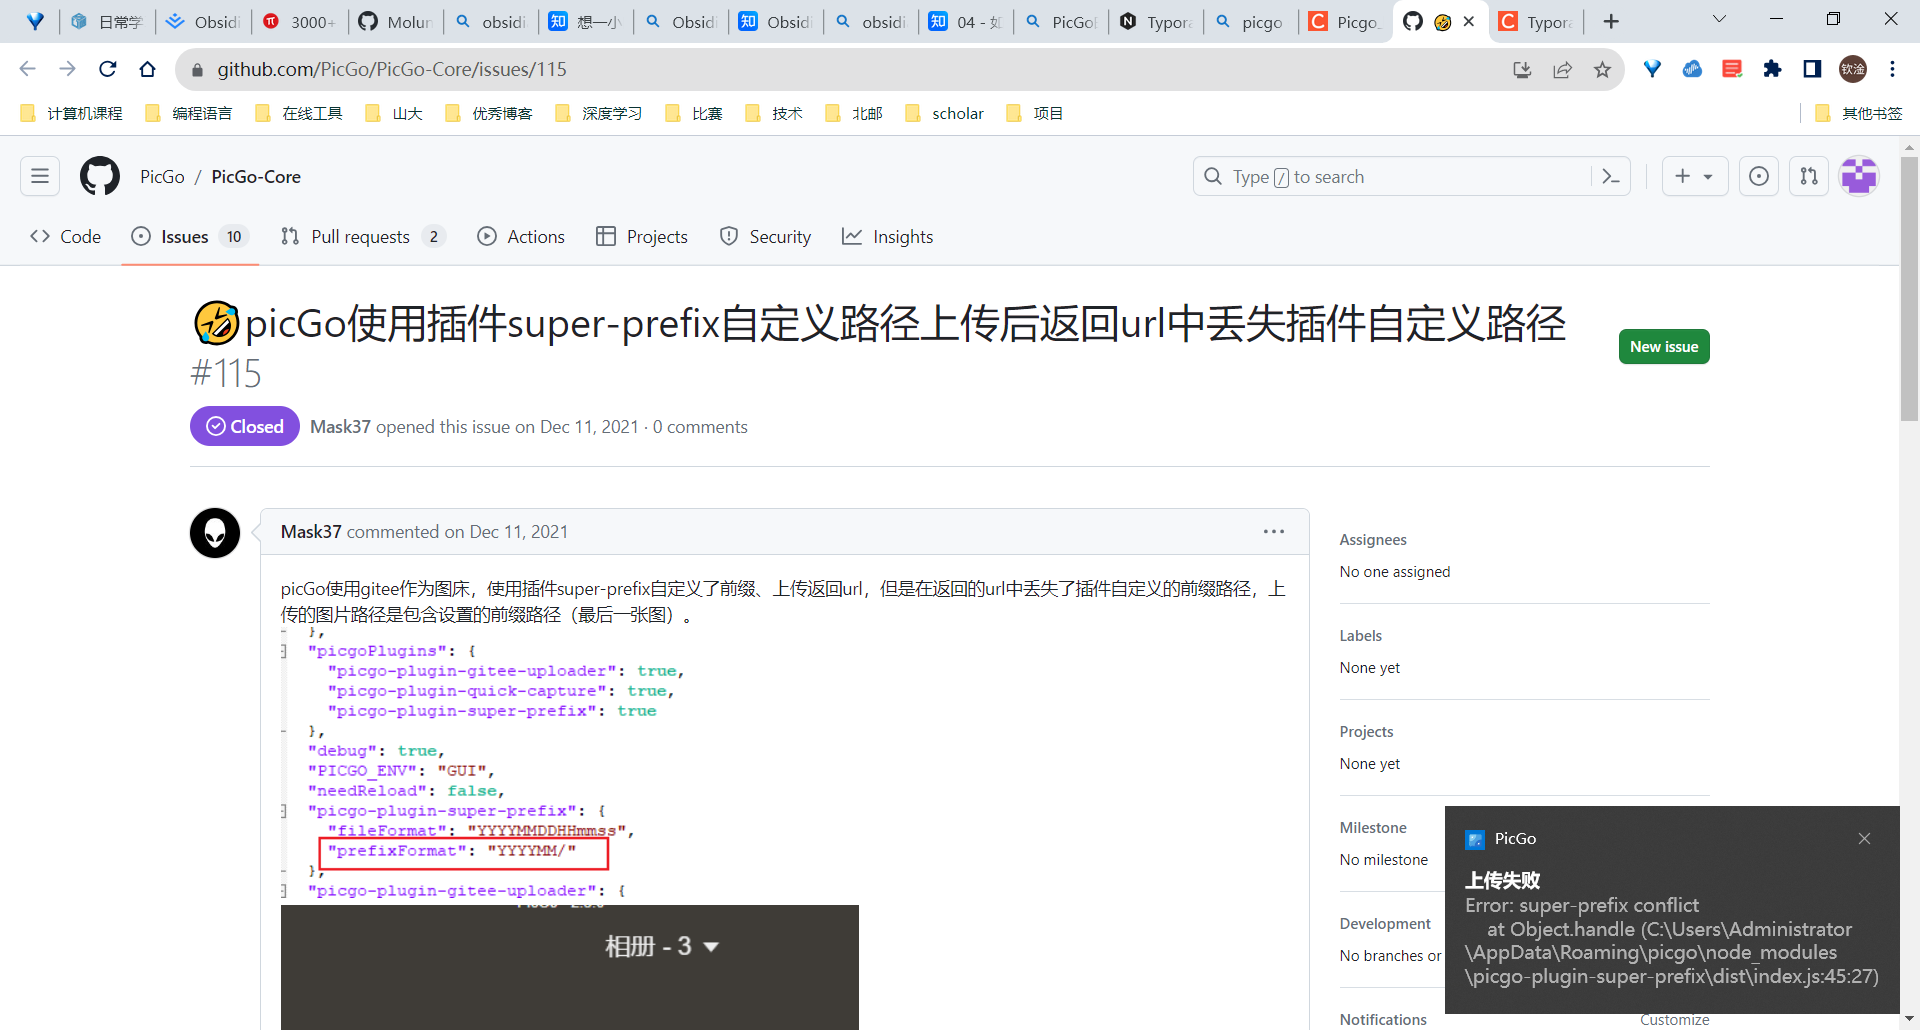 日常学
Obsidi
3000+
Molun
obsidi
想一小
Obsidi
Obsidi
obsidi
04 - 如
PicGo
Typora
picgo
Picgo_
Typora
github.com/PicGo/PicGo-Core/issues/115
钦淦
计算机课程
编程语言
在线工具
山大
优秀博客
深度学习
比赛
技术
北邮
scholar
项目
其他书签
PicGo / PicGo-Core
Type / to search
Code
Issues 10
Pull requests 2
Actions
Projects
Security
Insights
🤣picGo使用插件super-prefix自定义路径上传后返回url中丢失插件自定义路径
#115
New issue
Closed
Mask37 opened this issue on Dec 11, 2021 · 0 comments
Mask37 commented on Dec 11, 2021
picGo使用gitee作为图床，使用插件super-prefix自定义了前缀、上传返回url，但是在返回的url中丢失了插件自定义的前缀路径，上
传的图片路径是包含设置的前缀路径（最后一张图）。
},
"picgoPlugins": {
"picgo-plugin-gitee-uploader": true,
"picgo-plugin-quick-capture": true,
"picgo-plugin-super-prefix": true
},
"debug": true,
"PICGO_ENV": "GUI",
"needReload": false,
"picgo-plugin-super-prefix": {
"fileFormat": "YYYYMMDDHHmmss",
"prefixFormat": "YYYYMM/"
},
"picgo-plugin-gitee-uploader": {
相册 - 3
Assignees
No one assigned
Labels
None yet
Projects
None yet
Milestone
No milestone
Development
No branches or
Notifications
Customize
PicGo
上传失败
Error: super-prefix conflict
at Object.handle (C:\Users\Administrator
\AppData\Roaming\picgo\node_modules
\picgo-plugin-super-prefix\dist\index.js:45:27)